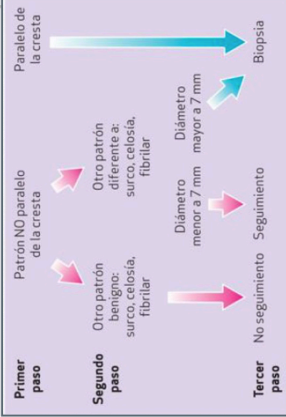 Primer
paso
Patrón NO paralelo
de la cresta
Paralelo de
la cresta
Segundo
paso
Otro patrón
benigno:
surco, celosía,
fibrilar
Otro patrón
diferente a:
surco, celosía,
fibrilar
Diámetro
menor a 7 mm
Diámetro
mayor a 7 mm
Tercer
paso
No seguimiento
Seguimiento
Biopsia